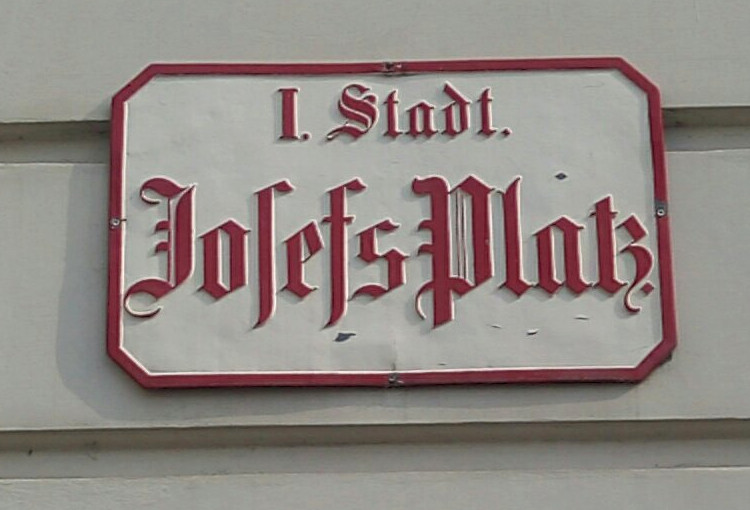 I. Stadt.
Josefs Platz.